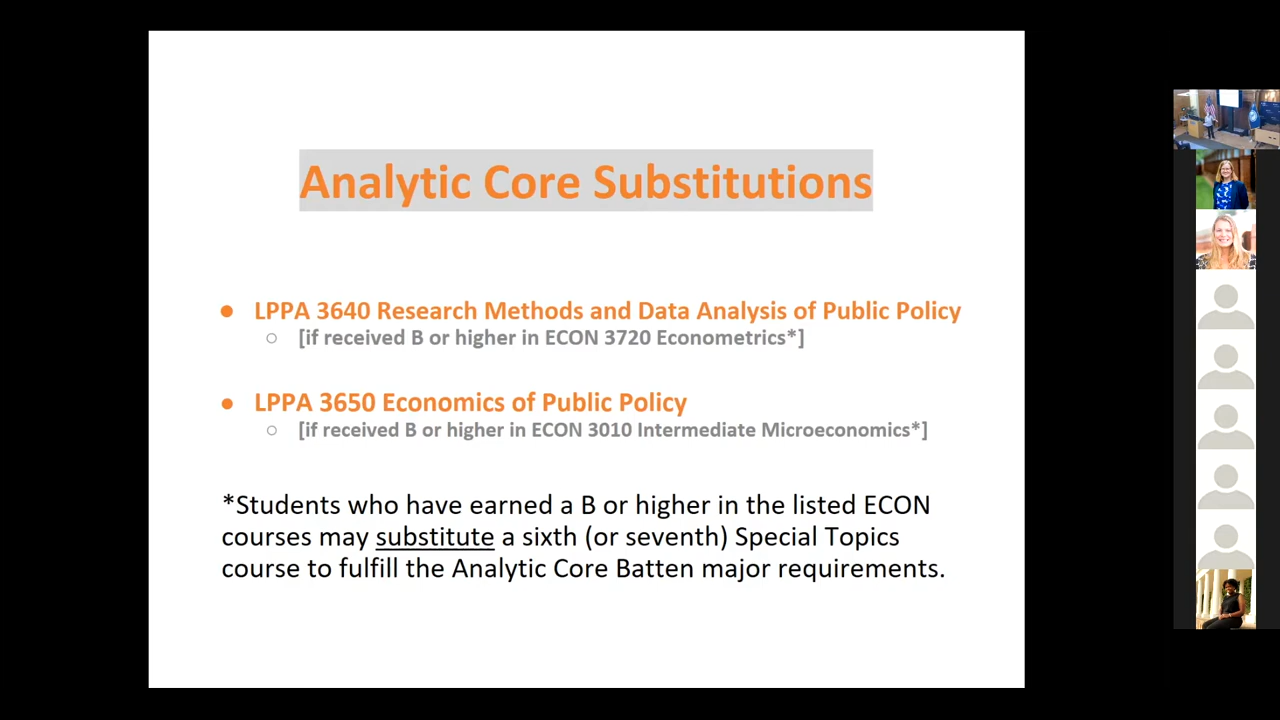 Analytic Core Substitutions
● LPPA 3640 Research Methods and Data Analysis of Public Policy
○ [if received B or higher in ECON 3720 Econometrics*]
● LPPA 3650 Economics of Public Policy
○ [if received B or higher in ECON 3010 Intermediate Microeconomics*]
*Students who have earned a B or higher in the listed ECON
courses may substitute a sixth (or seventh) Special Topics
course to fulfill the Analytic Core Batten major requirements.